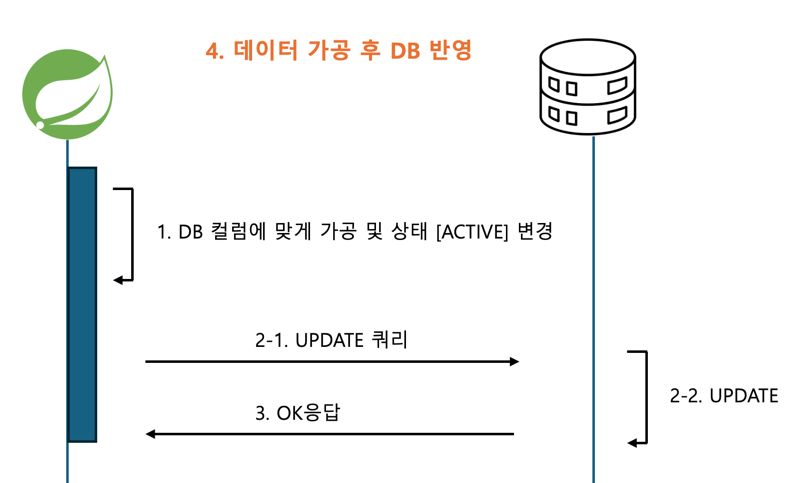 4. 데이터 가공 후 DB 반영
1. DB 컬럼에 맞게 가공 및 상태 [ACTIVE] 변경
2-1. UPDATE 쿼리
2-2. UPDATE
3. OK응답